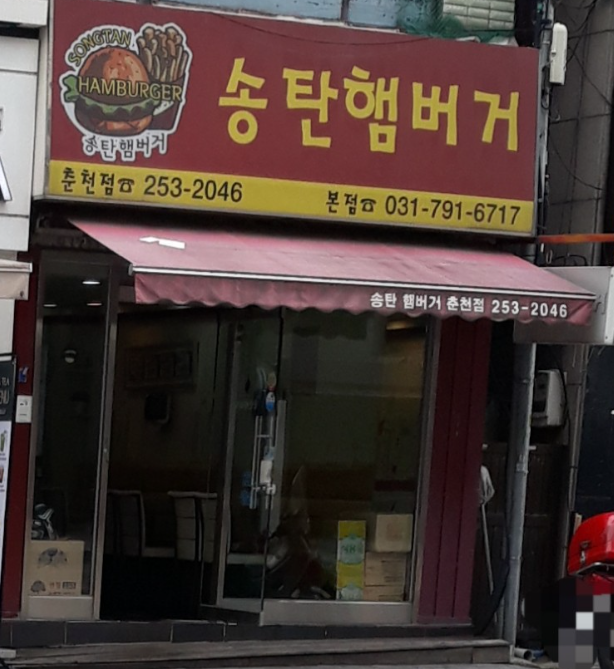 SONGTAN
HAMBURGER
송탄햄버거
송탄햄버거
춘천점☎ 253-2046
본점☎ 031-791-6717
송탄 햄버거 춘천점 253-2046